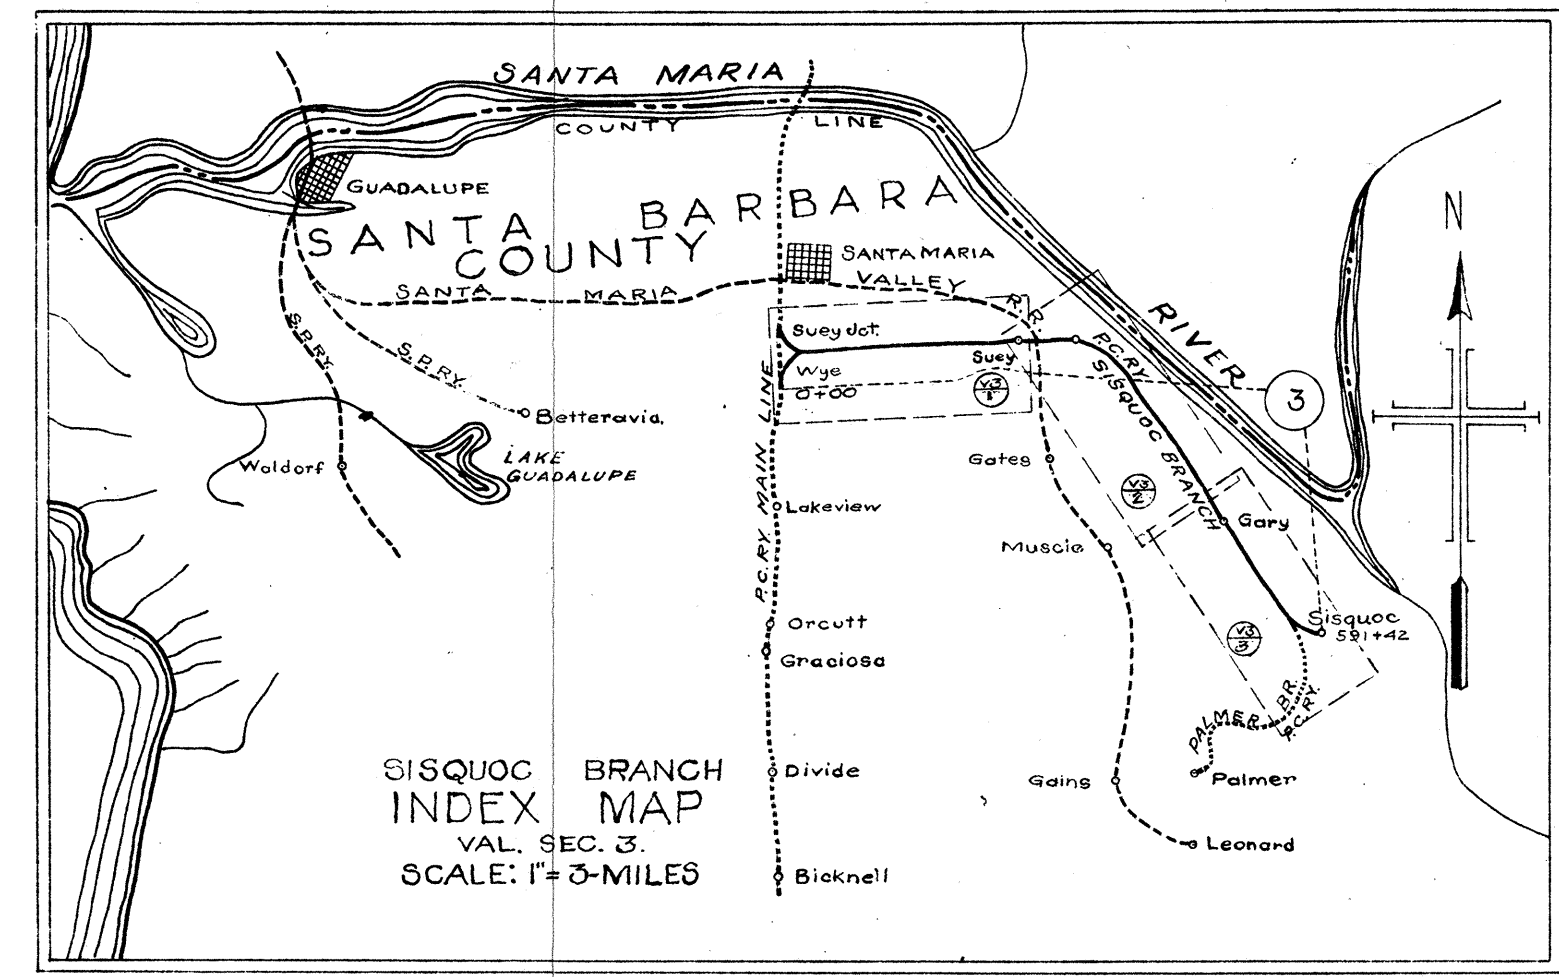 SANTA MARIA
COUNTY LINE
GUADALUPE
SANTA BARBARA
COUNTY
N
SANTA MARIA
SANTA MARIA VALLEY R. R.
RIVER
S.P. RY.
S.P. RY.
Suey Jct.
Suey
P.C. RY
SISQUOC BRANCH
Wye
0+00
V3
1
3
Betteravia.
LAKE
GUADALUPE
Waldorf
P.C. RY. MAIN LINE
Gates
V3
2
Lakeview
Gary
Muscie
Orcutt
Graciosa
Sisquoc
591+42
V3
3
PALMER BR.
P.C. RY.
Divide
Gains
Palmer
Leonard
Bicknell
SISQUOC BRANCH
INDEX MAP
VAL. SEC. 3.
SCALE: 1"= 3-MILES